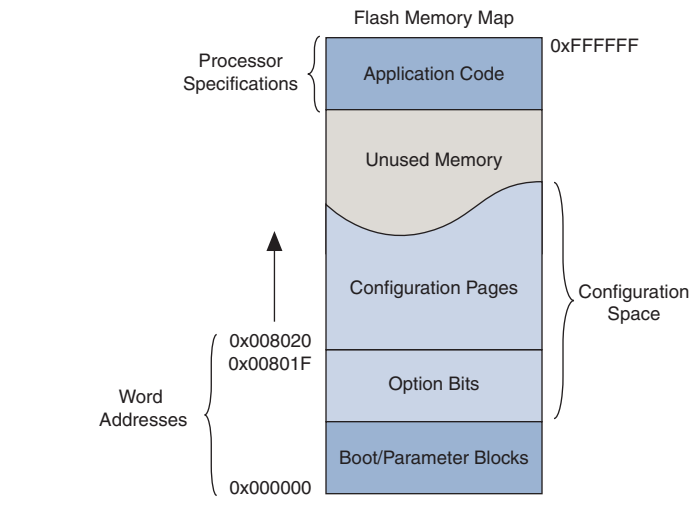 Flash Memory Map
0xFFFFFF
Processor
Specifications
Application Code
Unused Memory
Configuration Pages
Configuration
Space
0x008020
0x00801F
Option Bits
Word
Addresses
Boot/Parameter Blocks
0x000000